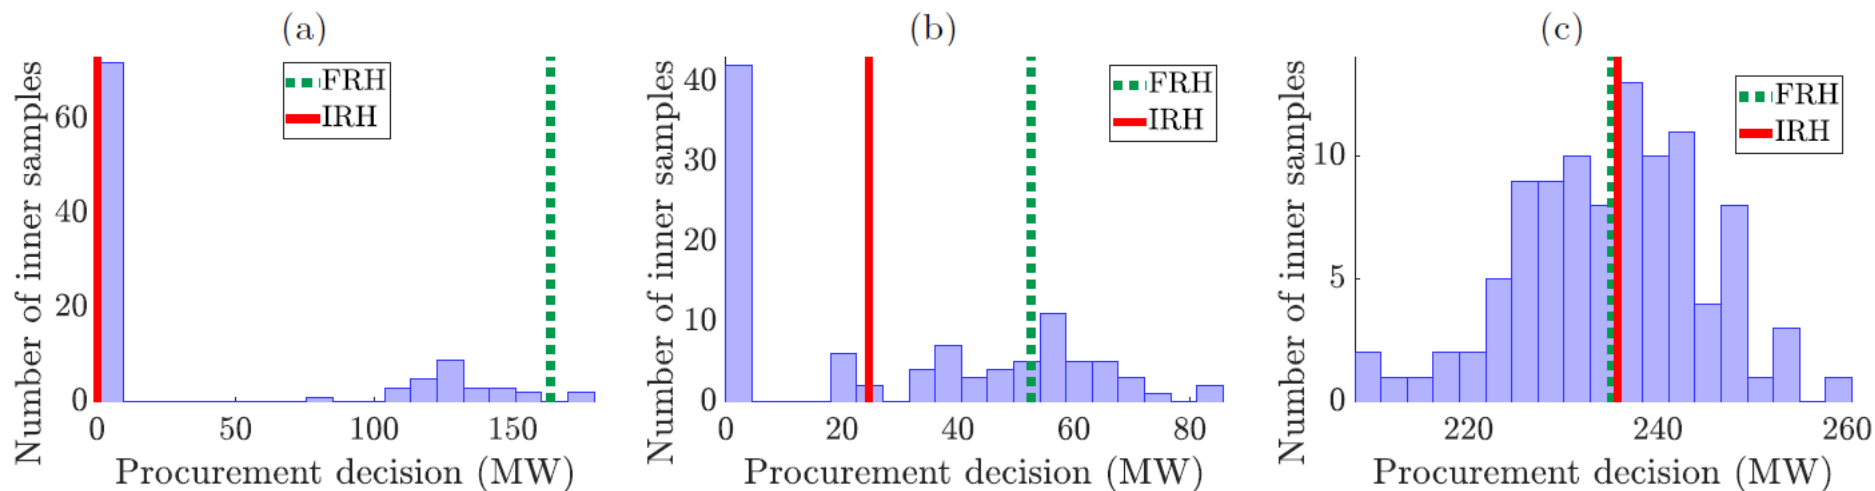 (a)
Number of inner samples
60
40
20
0
0 50 100 150
Procurement decision (MW)
FRH
IRH
(b)
Number of inner samples
40
30
20
10
0
0 20 40 60 80
Procurement decision (MW)
FRH
IRH
(c)
Number of inner samples
10
5
0
220 240 260
Procurement decision (MW)
FRH
IRH